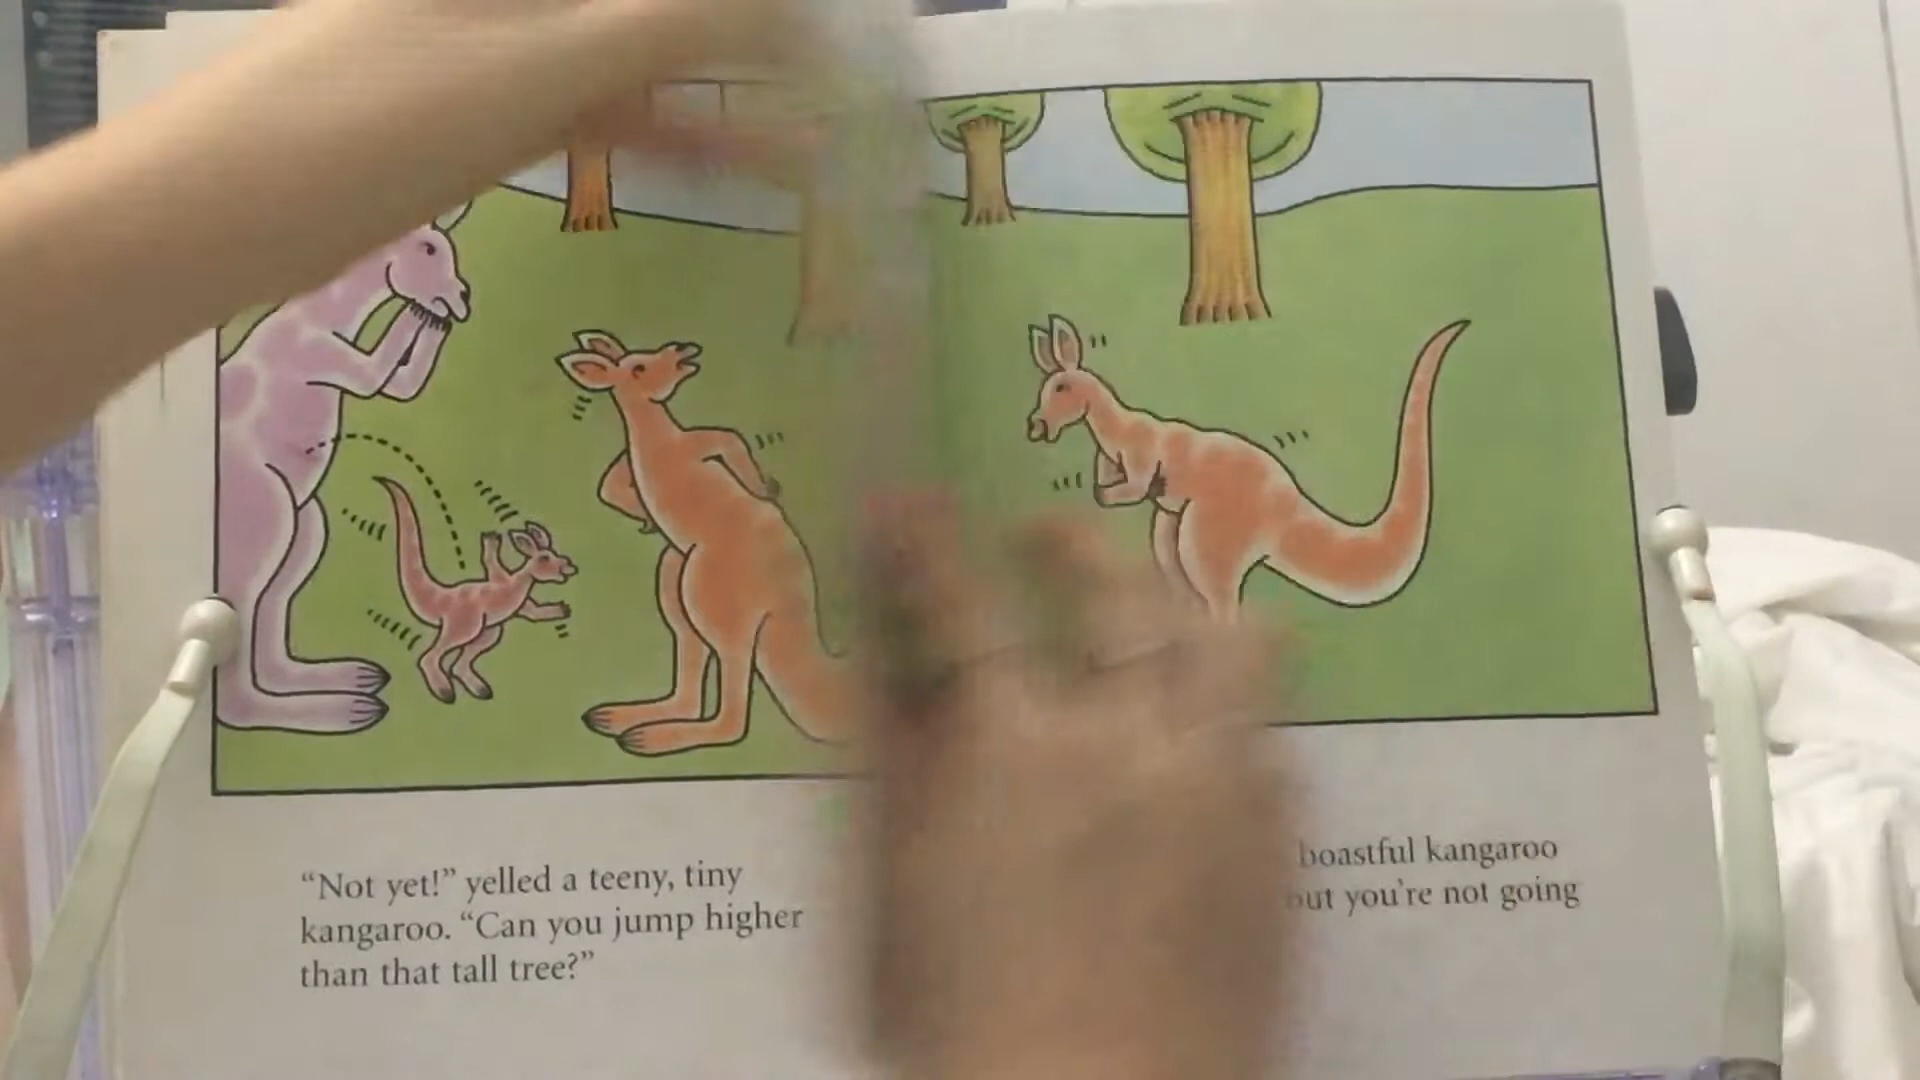 “Not yet!” yelled a teeny, tiny
kangaroo. “Can you jump higher
than that tall tree?”
boastful kangaroo
but you’re not going